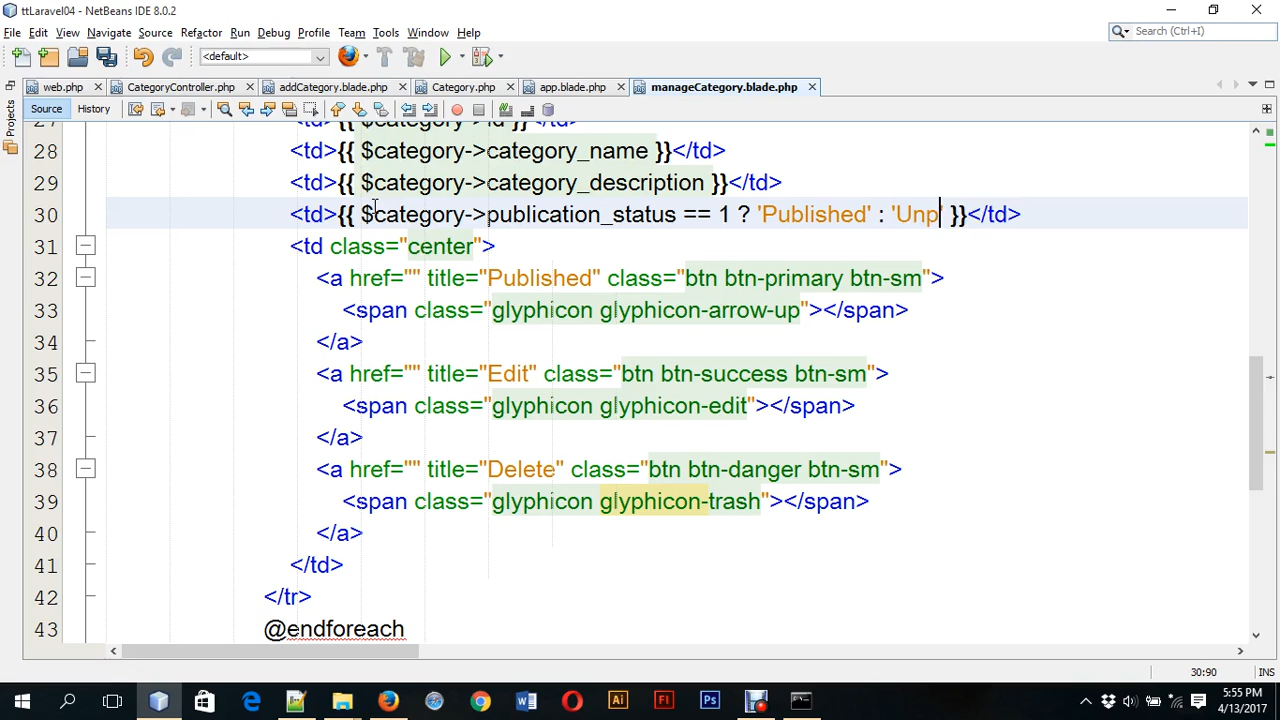 ttLaravel04 - NetBeans IDE 8.0.2
File Edit View Navigate Source Refactor Run Debug Profile Team Tools Window Help
Search (Ctrl+I)
<default>
web.php CategoryController.php addCategory.blade.php Category.php app.blade.php manageCategory.blade.php
Source History
Projects
27 <td>{{ $category->id }}</td>
28 <td>{{ $category->category_name }}</td>
29 <td>{{ $category->category_description }}</td>
30 <td>{{ $category->publication_status == 1 ? 'Published' : 'Unp' }}</td>
31 <td class="center">
32 <a href="" title="Published" class="btn btn-primary btn-sm">
33 <span class="glyphicon glyphicon-arrow-up"></span>
34 </a>
35 <a href="" title="Edit" class="btn btn-success btn-sm">
36 <span class="glyphicon glyphicon-edit"></span>
37 </a>
38 <a href="" title="Delete" class="btn btn-danger btn-sm">
39 <span class="glyphicon glyphicon-trash"></span>
40 </a>
41 </td>
42 </tr>
43 @endforeach
30:90 INS
5:55 PM
4/13/2017